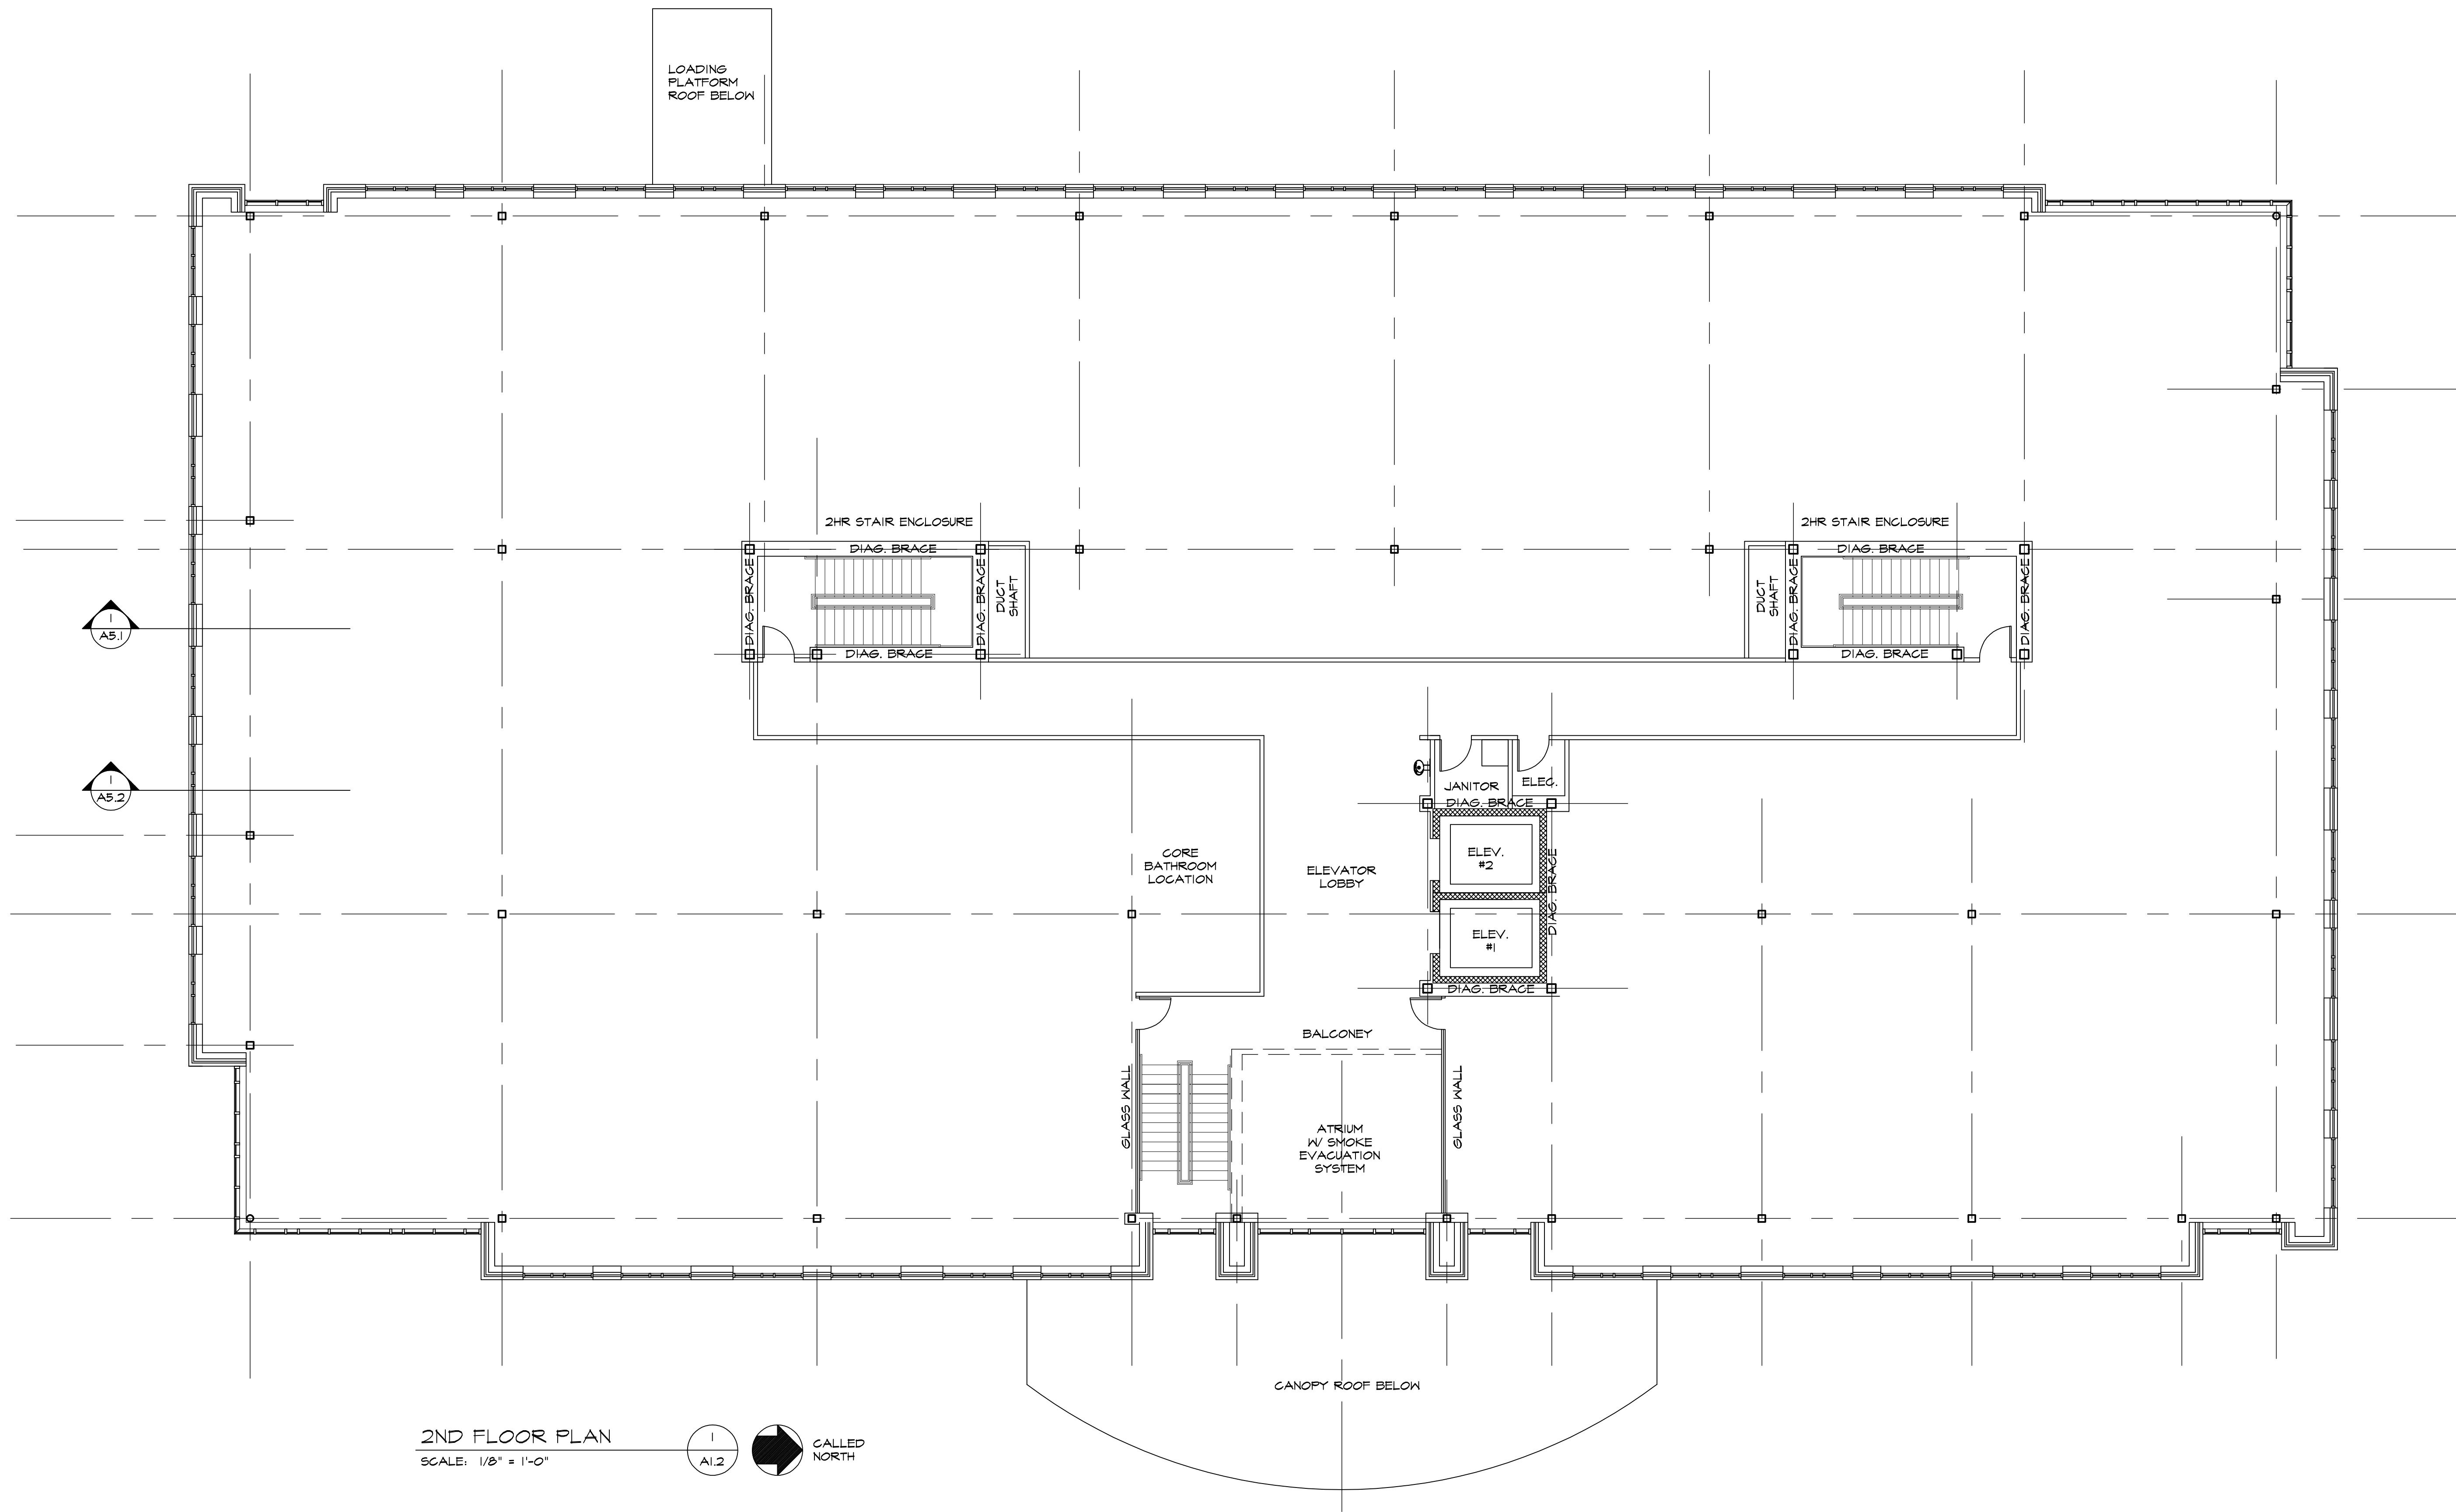 LOADING
PLATFORM
ROOF BELOW
2HR STAIR ENCLOSURE
2HR STAIR ENCLOSURE
DIAG. BRACE
DIAG. BRACE
DIAG. BRACE
DIAG. BRACE
DUCT
SHAFT
DUCT
SHAFT
DIAG. BRACE
DIAG. BRACE
DIAG. BRACE
DIAG. BRACE
1
A5.1
1
A5.2
JANITOR
ELEC.
DIAG. BRACE
CORE
BATHROOM
LOCATION
ELEVATOR
LOBBY
ELEV.
#2
DIAG. BRACE
ELEV.
#1
DIAG. BRACE
BALCONEY
GLASS WALL
GLASS WALL
ATRIUM
W/ SMOKE
EVACUATION
SYSTEM
CANOPY ROOF BELOW
2ND FLOOR PLAN
SCALE: 1/8" = 1'-0"
1
A1.2
CALLED
NORTH